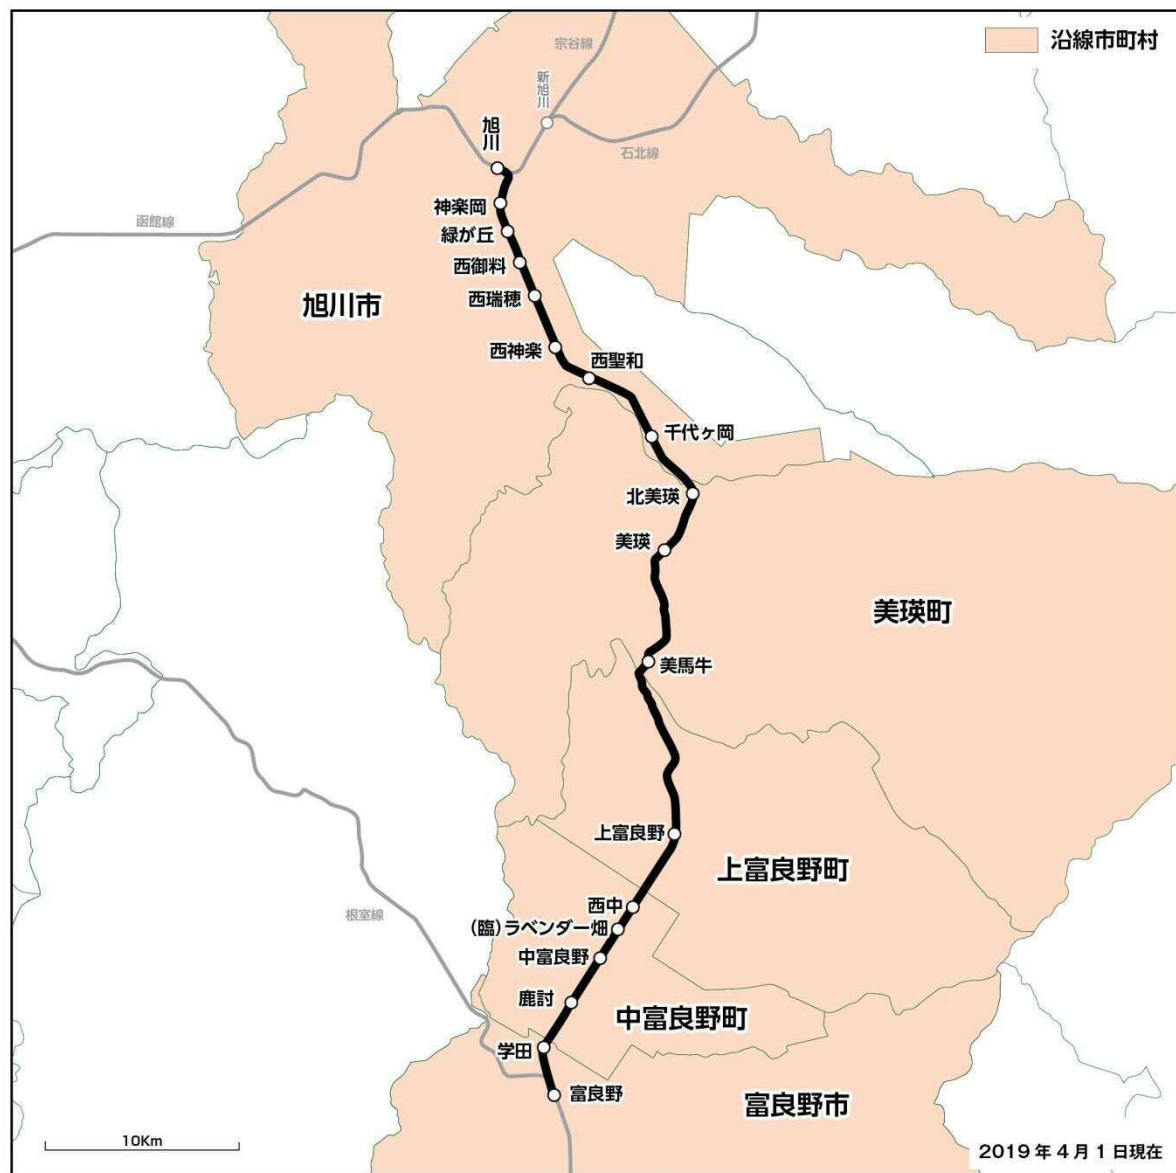 沿線市町村
宗谷線
新旭川
旭川
石北線
函館線
神楽岡
緑が丘
西御料
西瑞穂
旭川市
西神楽
西聖和
千代ヶ岡
北美瑛
美瑛
美瑛町
美馬牛
上富良野
上富良野町
西中
根室線
(臨)ラベンダー畑
中富良野
鹿討
中富良野町
学田
富良野
富良野市
10Km
2019年4月1日現在